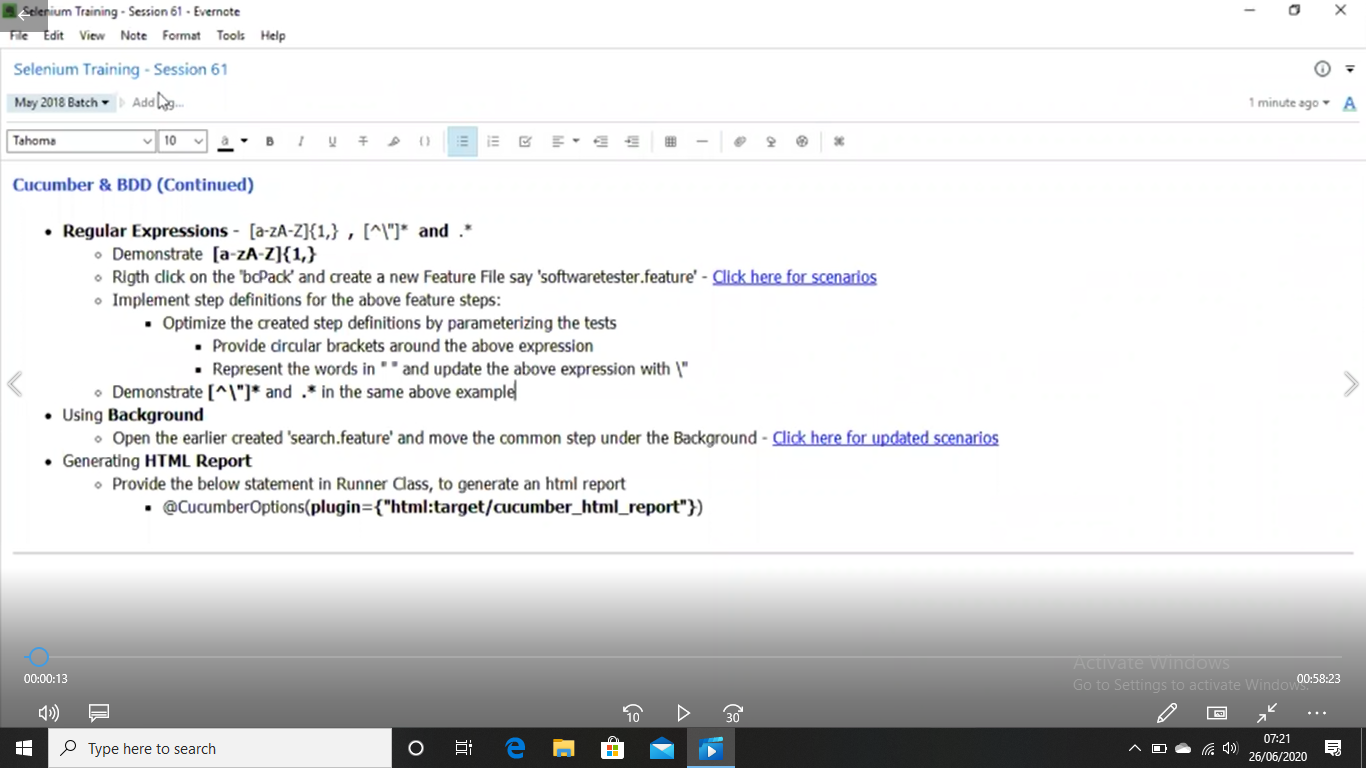 Selenium Training - Session 61 - Evernote
File Edit View Note Format Tools Help
Selenium Training - Session 61
May 2018 Batch
Add
1 minute ago
Tahoma 10
Cucumber & BDD (Continued)
• Regular Expressions - [a-zA-Z]{1,} , [^\"]* and .*
Demonstrate [a-zA-Z]{1,}
Rigth click on the 'bcPack' and create a new Feature File say 'softwaretester.feature' - Click here for scenarios
Implement step definitions for the above feature steps:
Optimize the created step definitions by parameterizing the tests
Provide circular brackets around the above expression
Represent the words in " " and update the above expression with \"
Demonstrate [^\"]* and .* in the same above example
• Using Background
Open the earlier created 'search.feature' and move the common step under the Background - Click here for updated scenarios
• Generating HTML Report
Provide the below statement in Runner Class, to generate an html report
@CucumberOptions(plugin={"html:target/cucumber_html_report"})
Activate Windows
00:00:13
00:58:23
Go to Settings to activate Windows.
10
30
Type here to search
07:21
26/06/2020